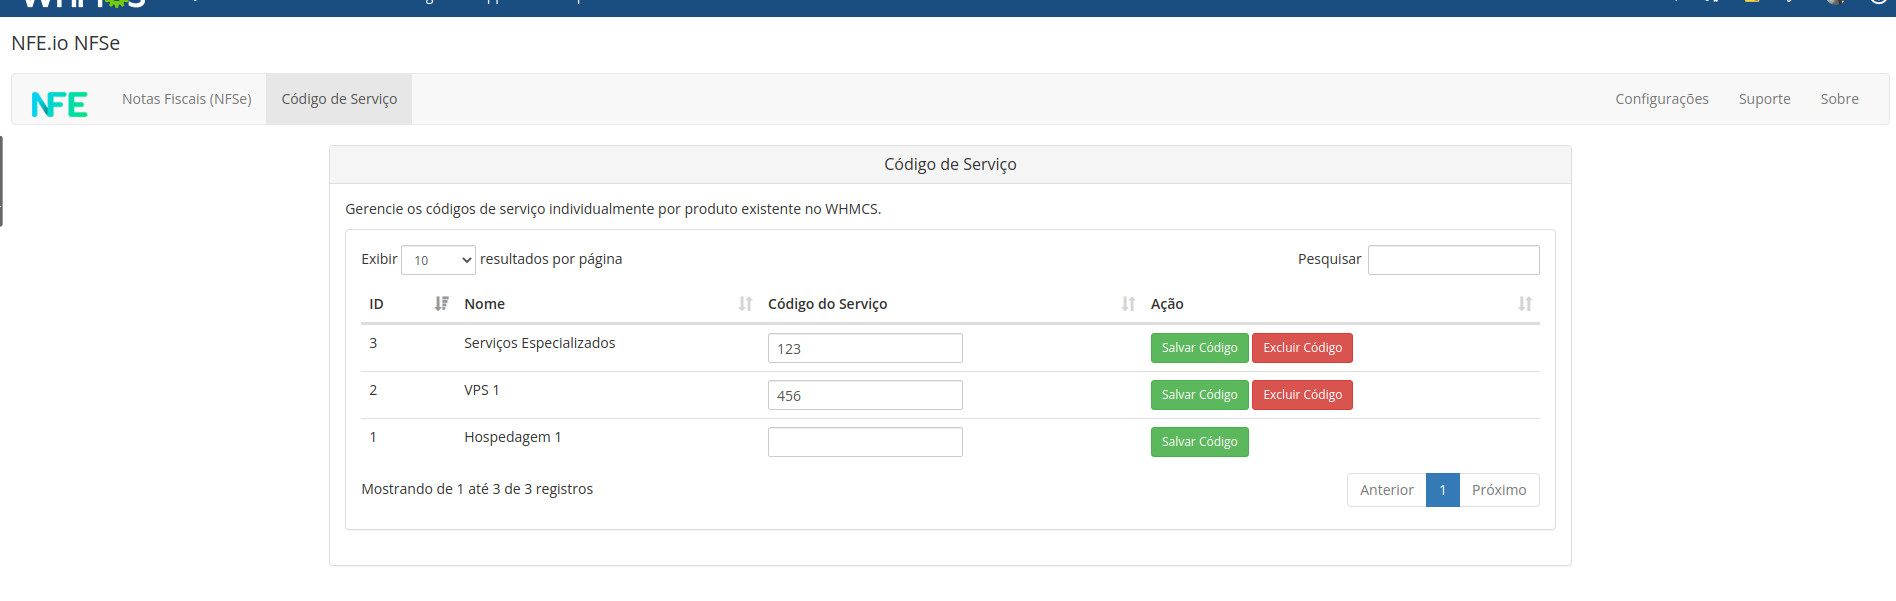 WHMCS
NFE.io NFSe
NFE Notas Fiscais (NFSe) Código de Serviço Configurações Suporte Sobre
Código de Serviço
Gerencie os códigos de serviço individualmente por produto existente no WHMCS.
Exibir 10 resultados por página Pesquisar
ID Nome Código do Serviço Ação
3 Serviços Especializados 123 Salvar Código Excluir Código
2 VPS 1 456 Salvar Código Excluir Código
1 Hospedagem 1 Salvar Código
Mostrando de 1 até 3 de 3 registros Anterior 1 Próximo